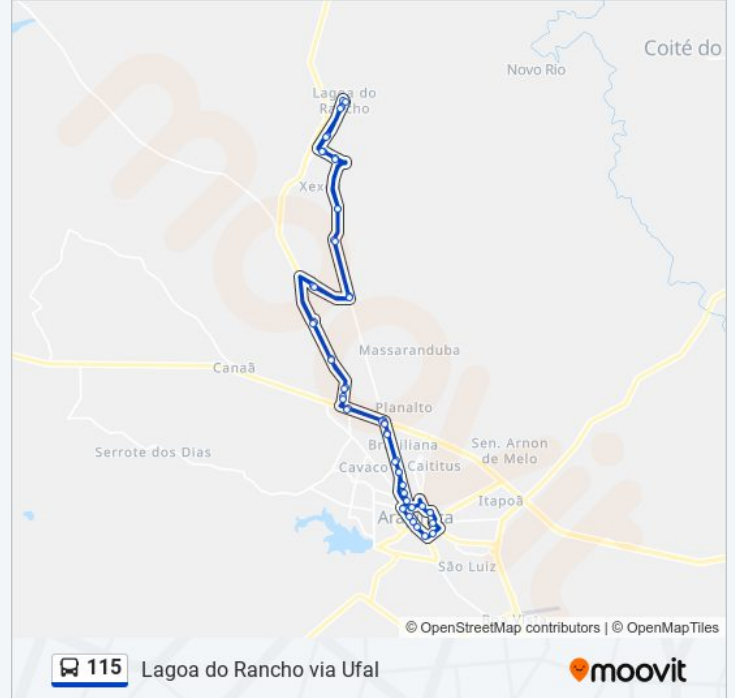 Coité do
Novo Rio
Lagoa do
Rancho
Massaranduba
Canaã
Planalto
Brasiliana
Sen. Arnon
de Melo
Serrote dos Dias
Cavaco
Caititus
Itapoã
São Luiz
© OpenStreetMap contributors | © OpenMapTiles
115 Lagoa do Rancho via Ufal
moovit